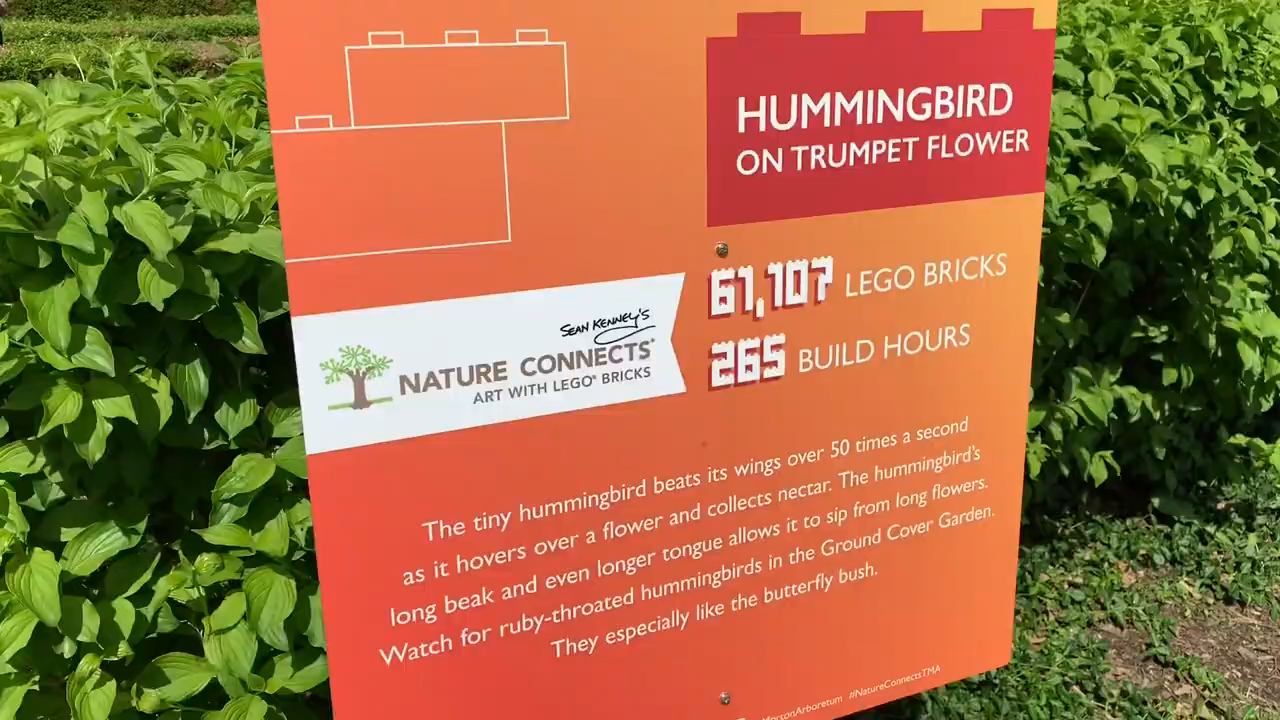 HUMMINGBIRD
ON TRUMPET FLOWER
61,107 LEGO BRICKS
265 BUILD HOURS
SEAN KENNEY'S
NATURE CONNECTS®
ART WITH LEGO® BRICKS
The tiny hummingbird beats its wings over 50 times a second
as it hovers over a flower and collects nectar. The hummingbird's
long beak and even longer tongue allows it to sip from long flowers.
Watch for ruby-throated hummingbirds in the Ground Cover Garden.
They especially like the butterfly bush.
MortonArboretum #NatureConnectsTMA